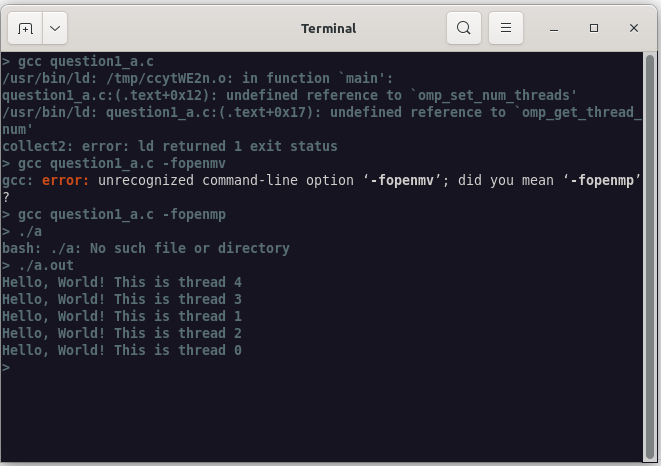 Terminal
> gcc question1_a.c
/usr/bin/ld: /tmp/ccytWE2n.o: in function `main':
question1_a.c:(.text+0x12): undefined reference to `omp_set_num_threads'
/usr/bin/ld: question1_a.c:(.text+0x17): undefined reference to `omp_get_thread_
num'
collect2: error: ld returned 1 exit status
> gcc question1_a.c -fopenmv
gcc: error: unrecognized command-line option ‘-fopenmv’; did you mean ‘-fopenmp’
?
> gcc question1_a.c -fopenmp
> ./a
bash: ./a: No such file or directory
> ./a.out
Hello, World! This is thread 4
Hello, World! This is thread 3
Hello, World! This is thread 1
Hello, World! This is thread 2
Hello, World! This is thread 0
>